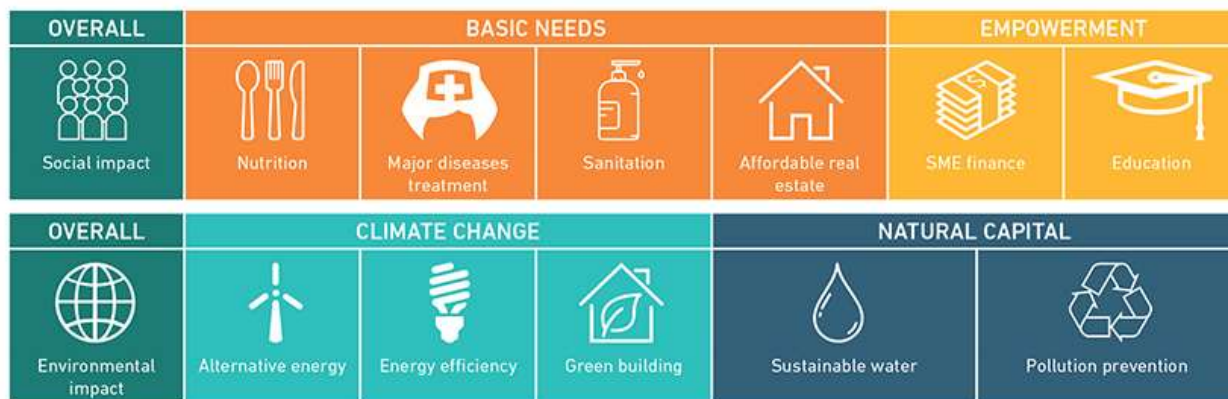 OVERALL
BASIC NEEDS
EMPOWERMENT
Social impact
Nutrition
Major diseases
treatment
Sanitation
Affordable real
estate
SME finance
Education
OVERALL
CLIMATE CHANGE
NATURAL CAPITAL
Environmental
impact
Alternative energy
Energy efficiency
Green building
Sustainable water
Pollution prevention